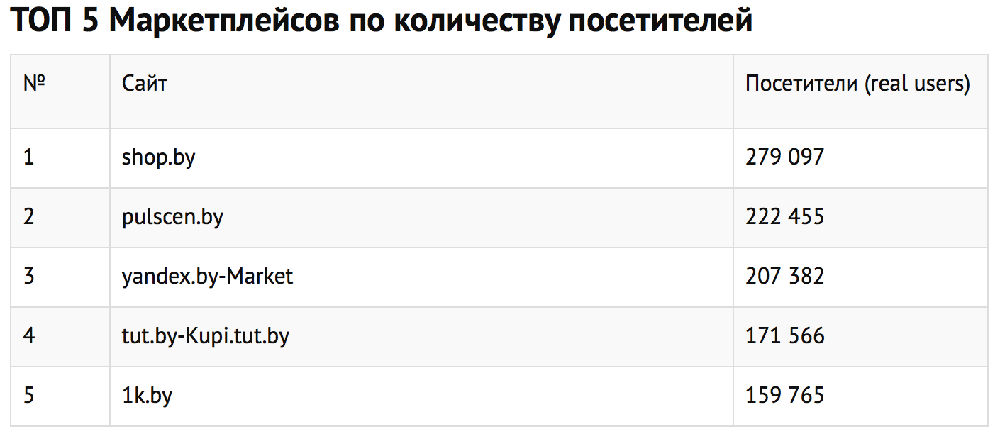 ТОП 5 Маркетплейсов по количеству посетителей
№ Сайт Посетители (real users)
1 shop.by 279 097
2 pulscen.by 222 455
3 yandex.by-Market 207 382
4 tut.by-Kupi.tut.by 171 566
5 1k.by 159 765